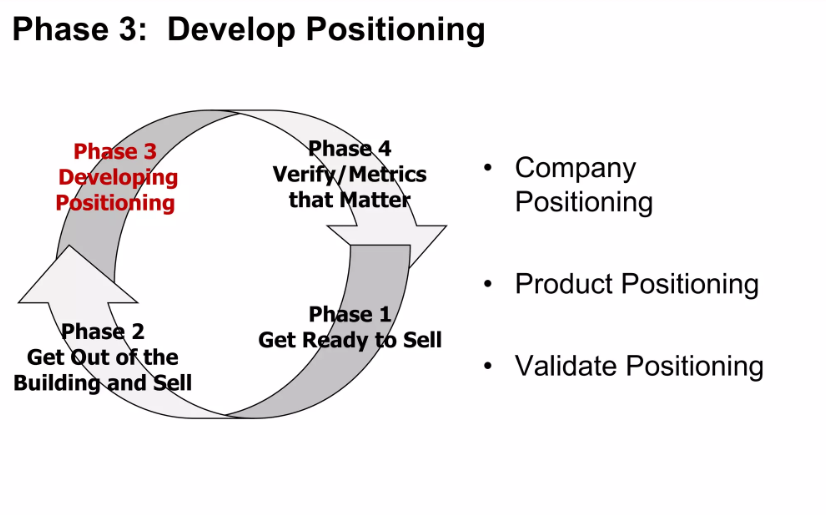 Phase 3:  Develop Positioning
Phase 3
Developing
Positioning
Phase 4
Verify/Metrics
that Matter
Phase 2
Get Out of the
Building and Sell
Phase 1
Get Ready to Sell
• Company
Positioning
• Product Positioning
• Validate Positioning